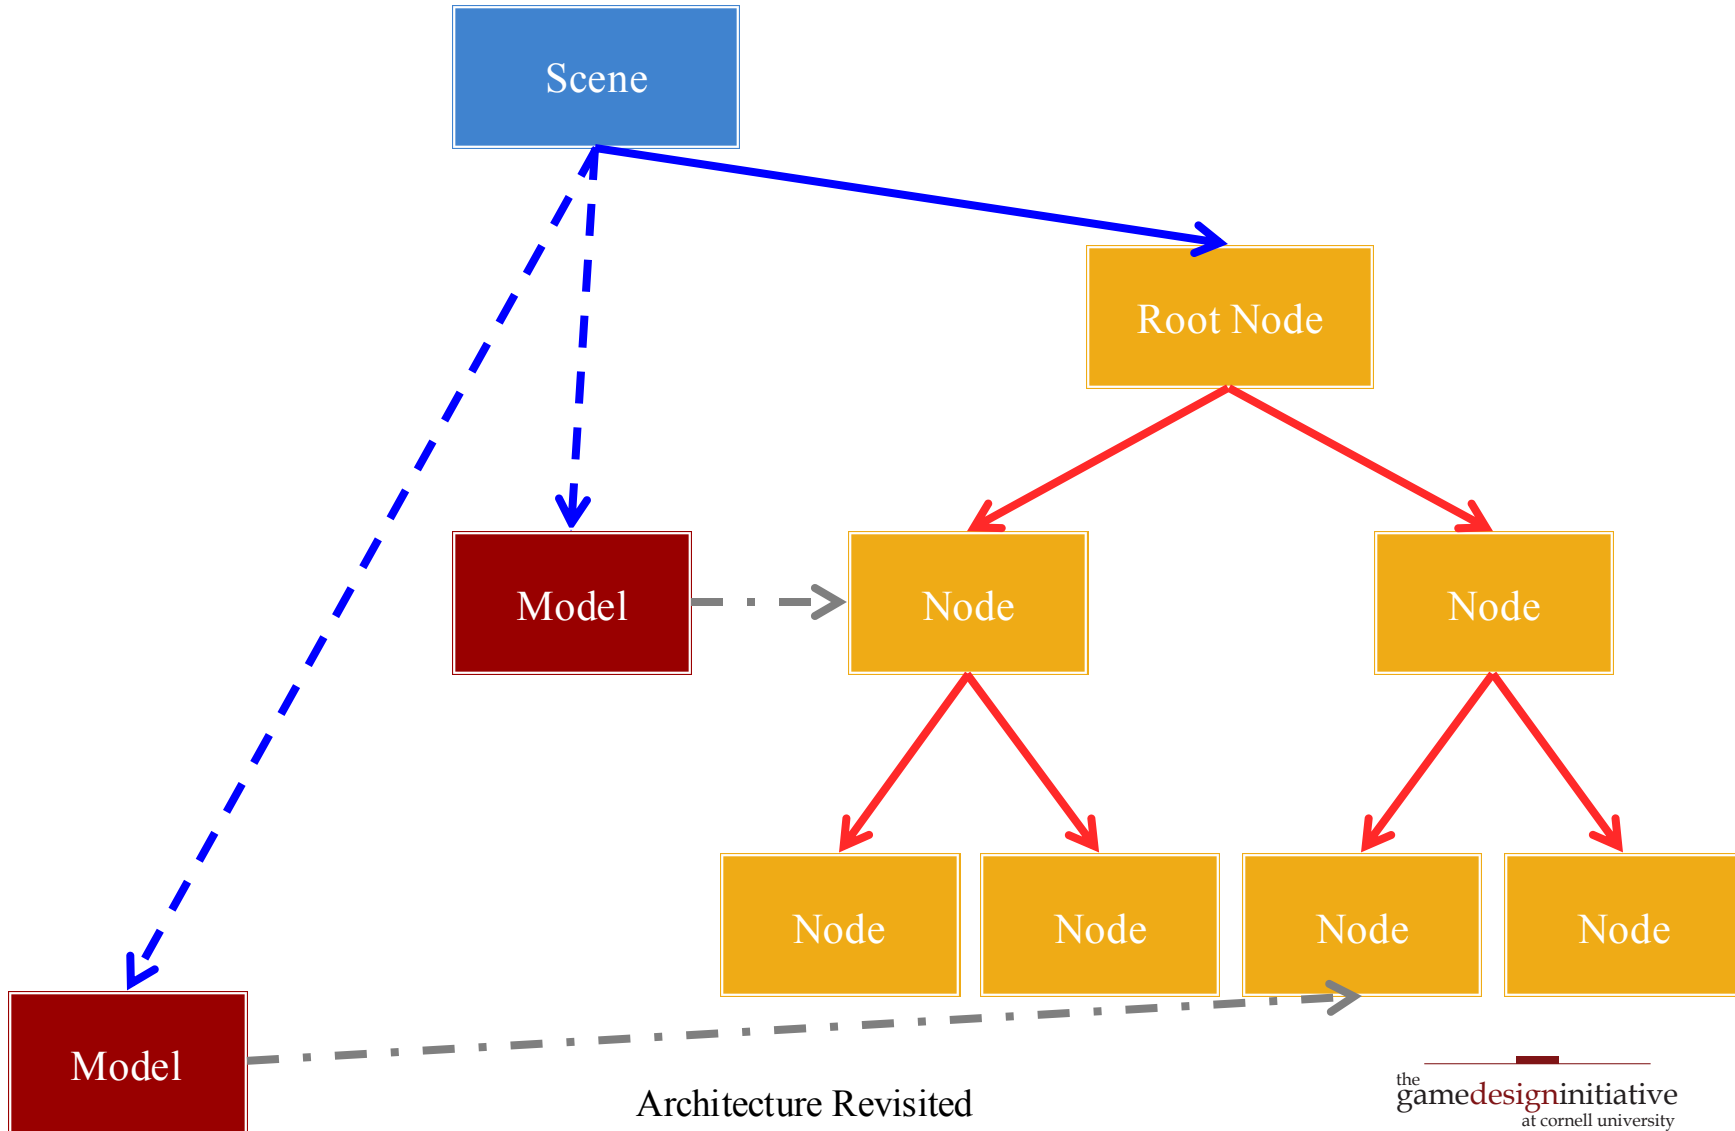 Scene
Root Node
Model
Node
Node
Node
Node
Node
Node
Model
Architecture Revisited
the
gamedesigninitiative
at cornell university